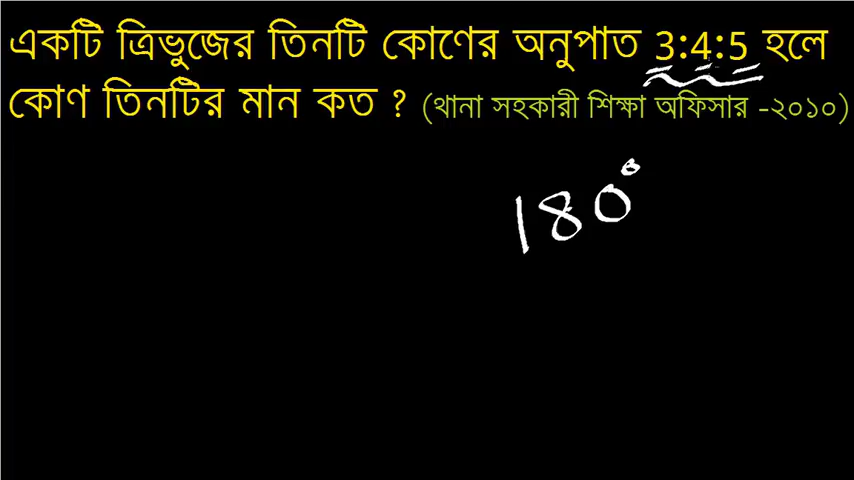 একটি ত্রিভুজের তিনটি কোণের অনুপাত 3:4:5 হলে
কোণ তিনটির মান কত ? (থানা সহকারী শিক্ষা অফিসার -২০১০)
180°